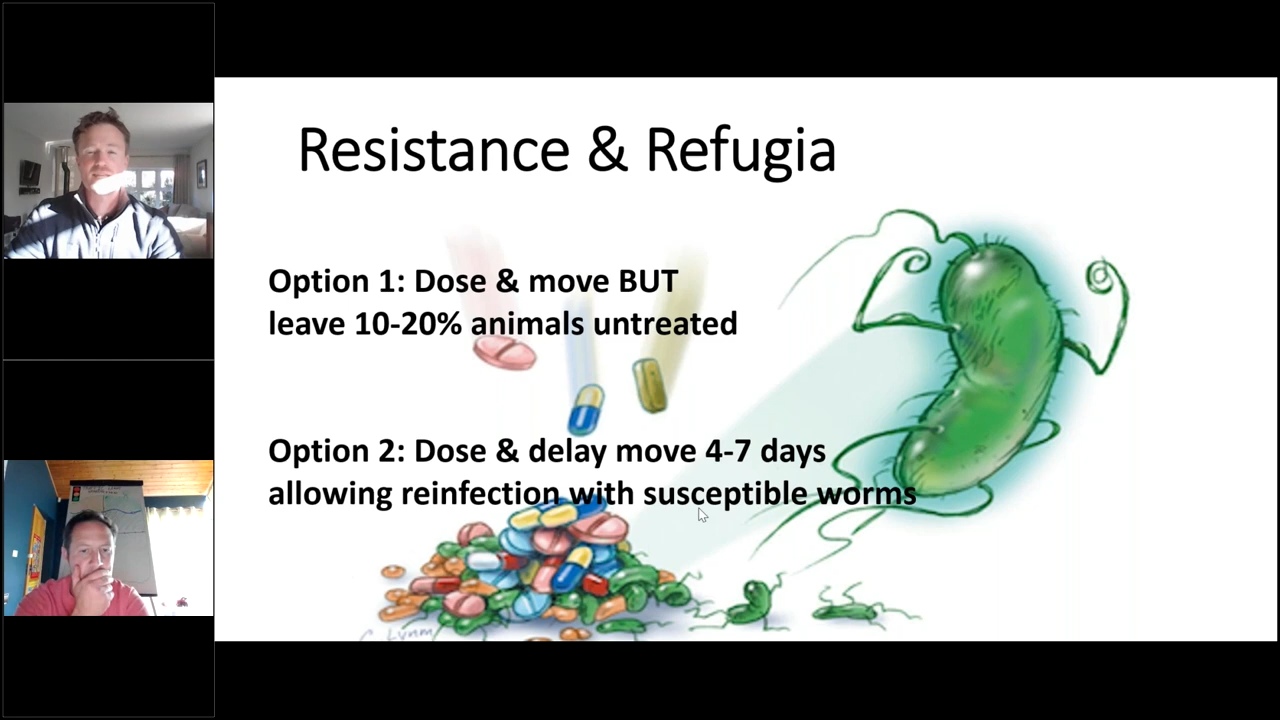 Resistance & Refugia
Option 1: Dose & move BUT
leave 10-20% animals untreated
Option 2: Dose & delay move 4-7 days
allowing reinfection with susceptible worms